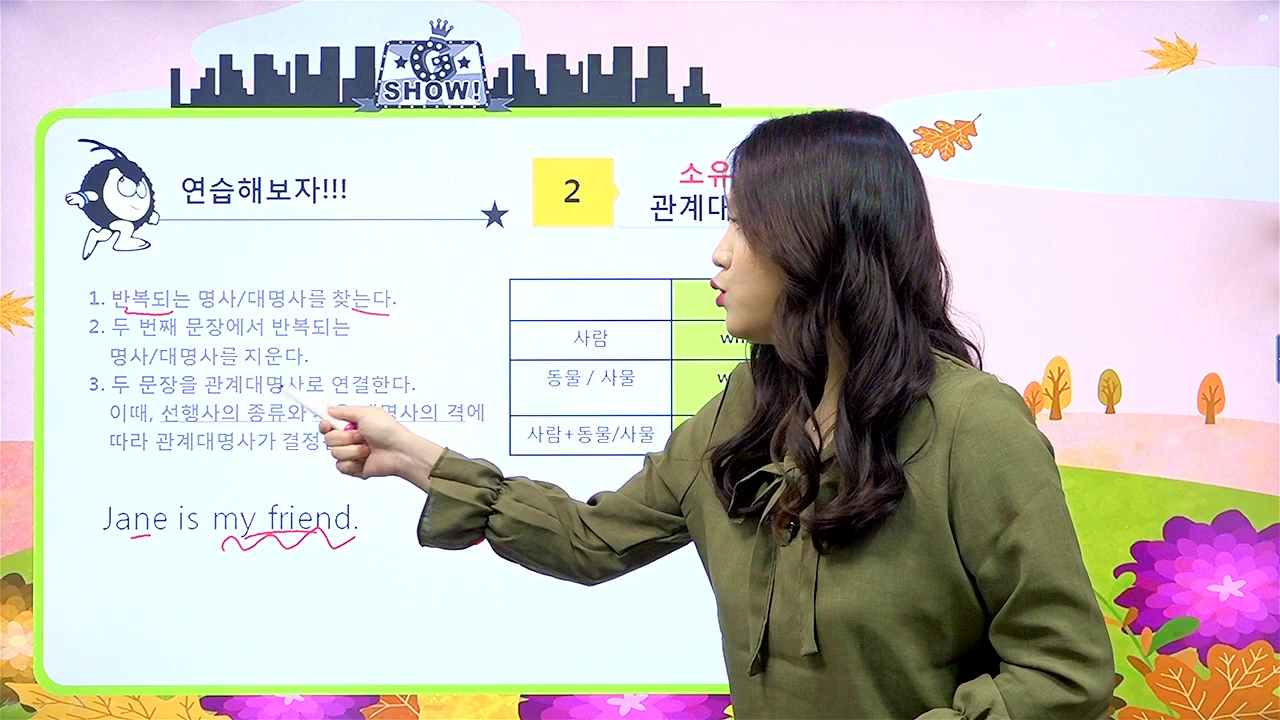 G
SHOW!
연습해보자!!!
2
소유
관계대
1. 반복되는 명사/대명사를 찾는다.
2. 두 번째 문장에서 반복되는
명사/대명사를 지운다.
3. 두 문장을 관계대명사로 연결한다.
이때, 선행사의 종류와 대명사의 격에
따라 관계대명사가
사람
동물 / 사물
사람+동물/사물
Jane is my friend.